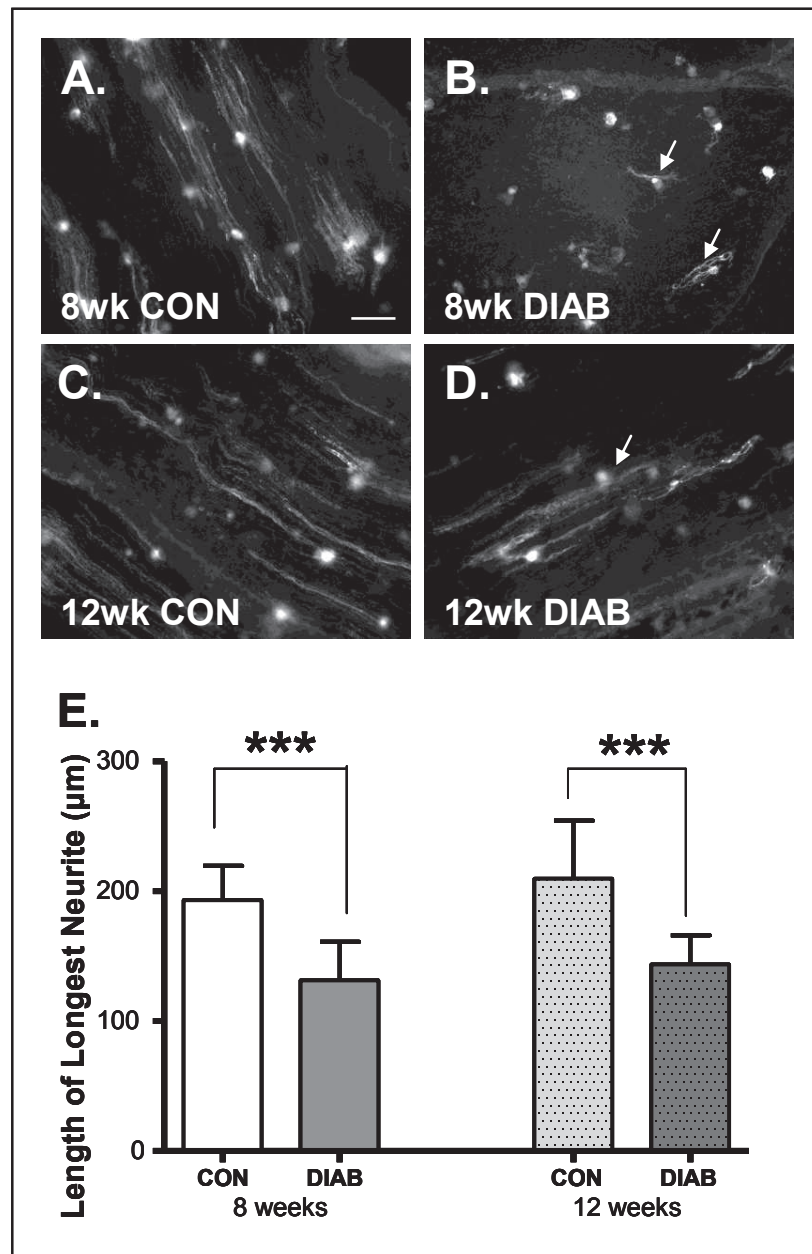 A.
8wk CON
B.
8wk DIAB
C.
12wk CON
D.
12wk DIAB
E.
Length of Longest Neurite (µm)
300
200
100
0
***
***
CON
DIAB
CON
DIAB
8 weeks
12 weeks